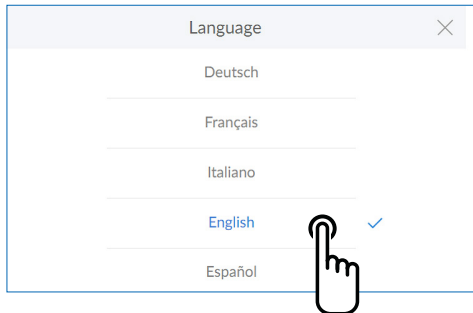 Language
Deutsch
Français
Italiano
English
Español